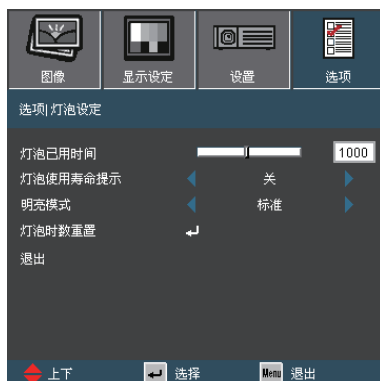 图像 显示设定 设置 选项
选项| 灯泡设定
灯泡已用时间 1000
灯泡使用寿命提示 关
明亮模式 标准
灯泡时数重置
退出
上下 选择 Menu 退出